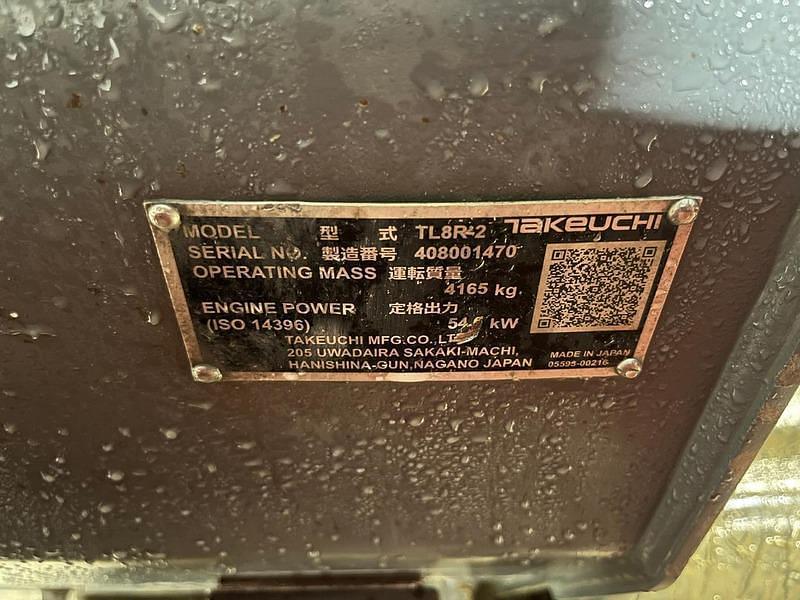 MODEL 型式 TL8R-2 TAKEUCHI
SERIAL NO. 製造番号 408001470
OPERATING MASS 運転質量
4165 kg
ENGINE POWER 定格出力
(ISO 14396) kW
TAKEUCHI MFG.CO.,LTD
205 UWADAIRA SAKAKI-MACHI,
HANISHINA-GUN,NAGANO JAPAN
MADE IN JAPAN
05595-00216